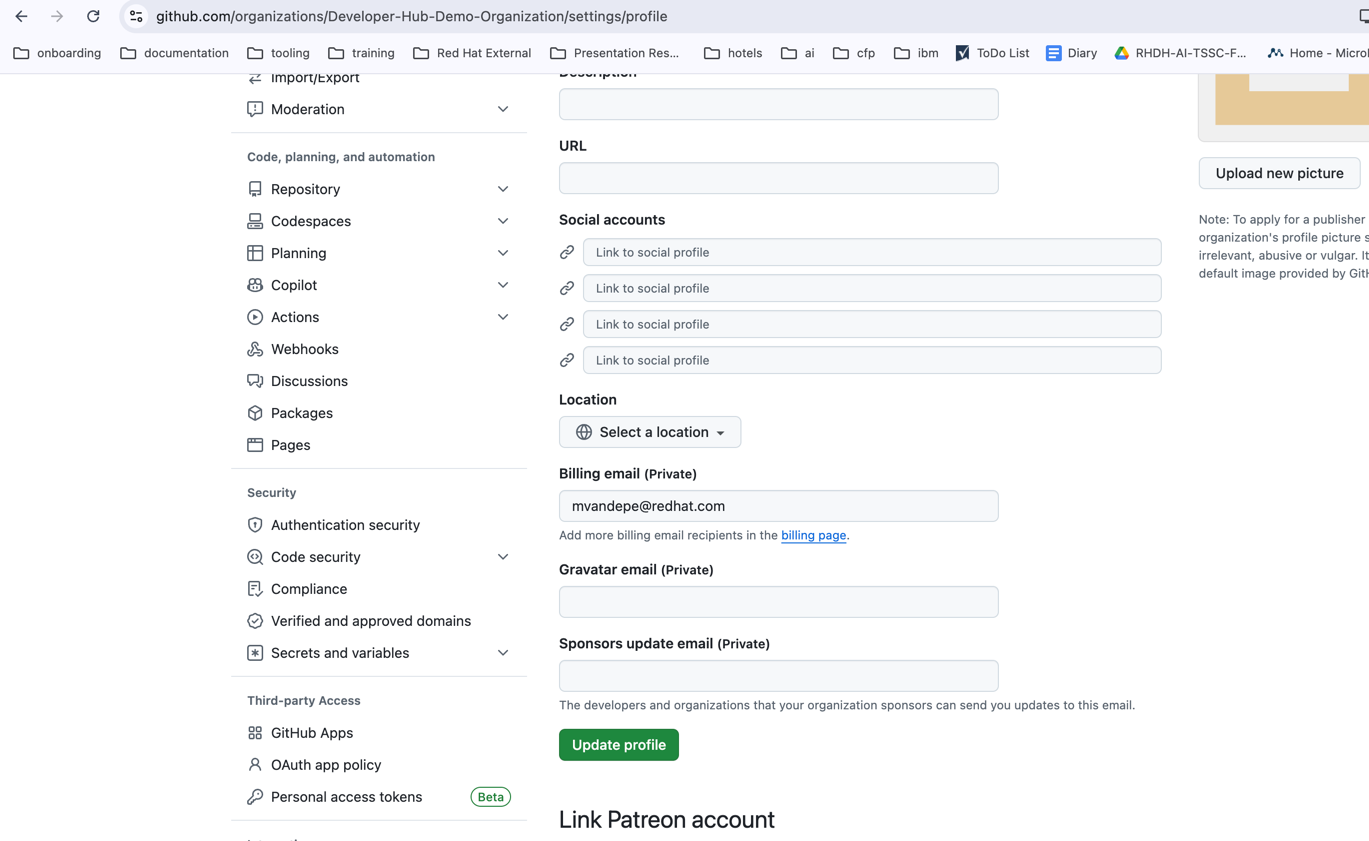 github.com/organizations/Developer-Hub-Demo-Organization/settings/profile
onboarding documentation tooling training Red Hat External Presentation Res... hotels ai cfp ibm ToDo List Diary RHDH-AI-TSSC-F... Home - Microl
Import/Export
Moderation
Code, planning, and automation
Repository
Codespaces
Planning
Copilot
Actions
Webhooks
Discussions
Packages
Pages
Security
Authentication security
Code security
Compliance
Verified and approved domains
Secrets and variables
Third-party Access
GitHub Apps
OAuth app policy
Personal access tokens Beta
Description
URL
Social accounts
Link to social profile
Link to social profile
Link to social profile
Link to social profile
Location
Select a location
Billing email (Private)
mvandepe@redhat.com
Add more billing email recipients in the billing page.
Gravatar email (Private)
Sponsors update email (Private)
The developers and organizations that your organization sponsors can send you updates to this email.
Update profile
Link Patreon account
Upload new picture
Note: To apply for a publisher
organization's profile picture s
irrelevant, abusive or vulgar. It
default image provided by GitH